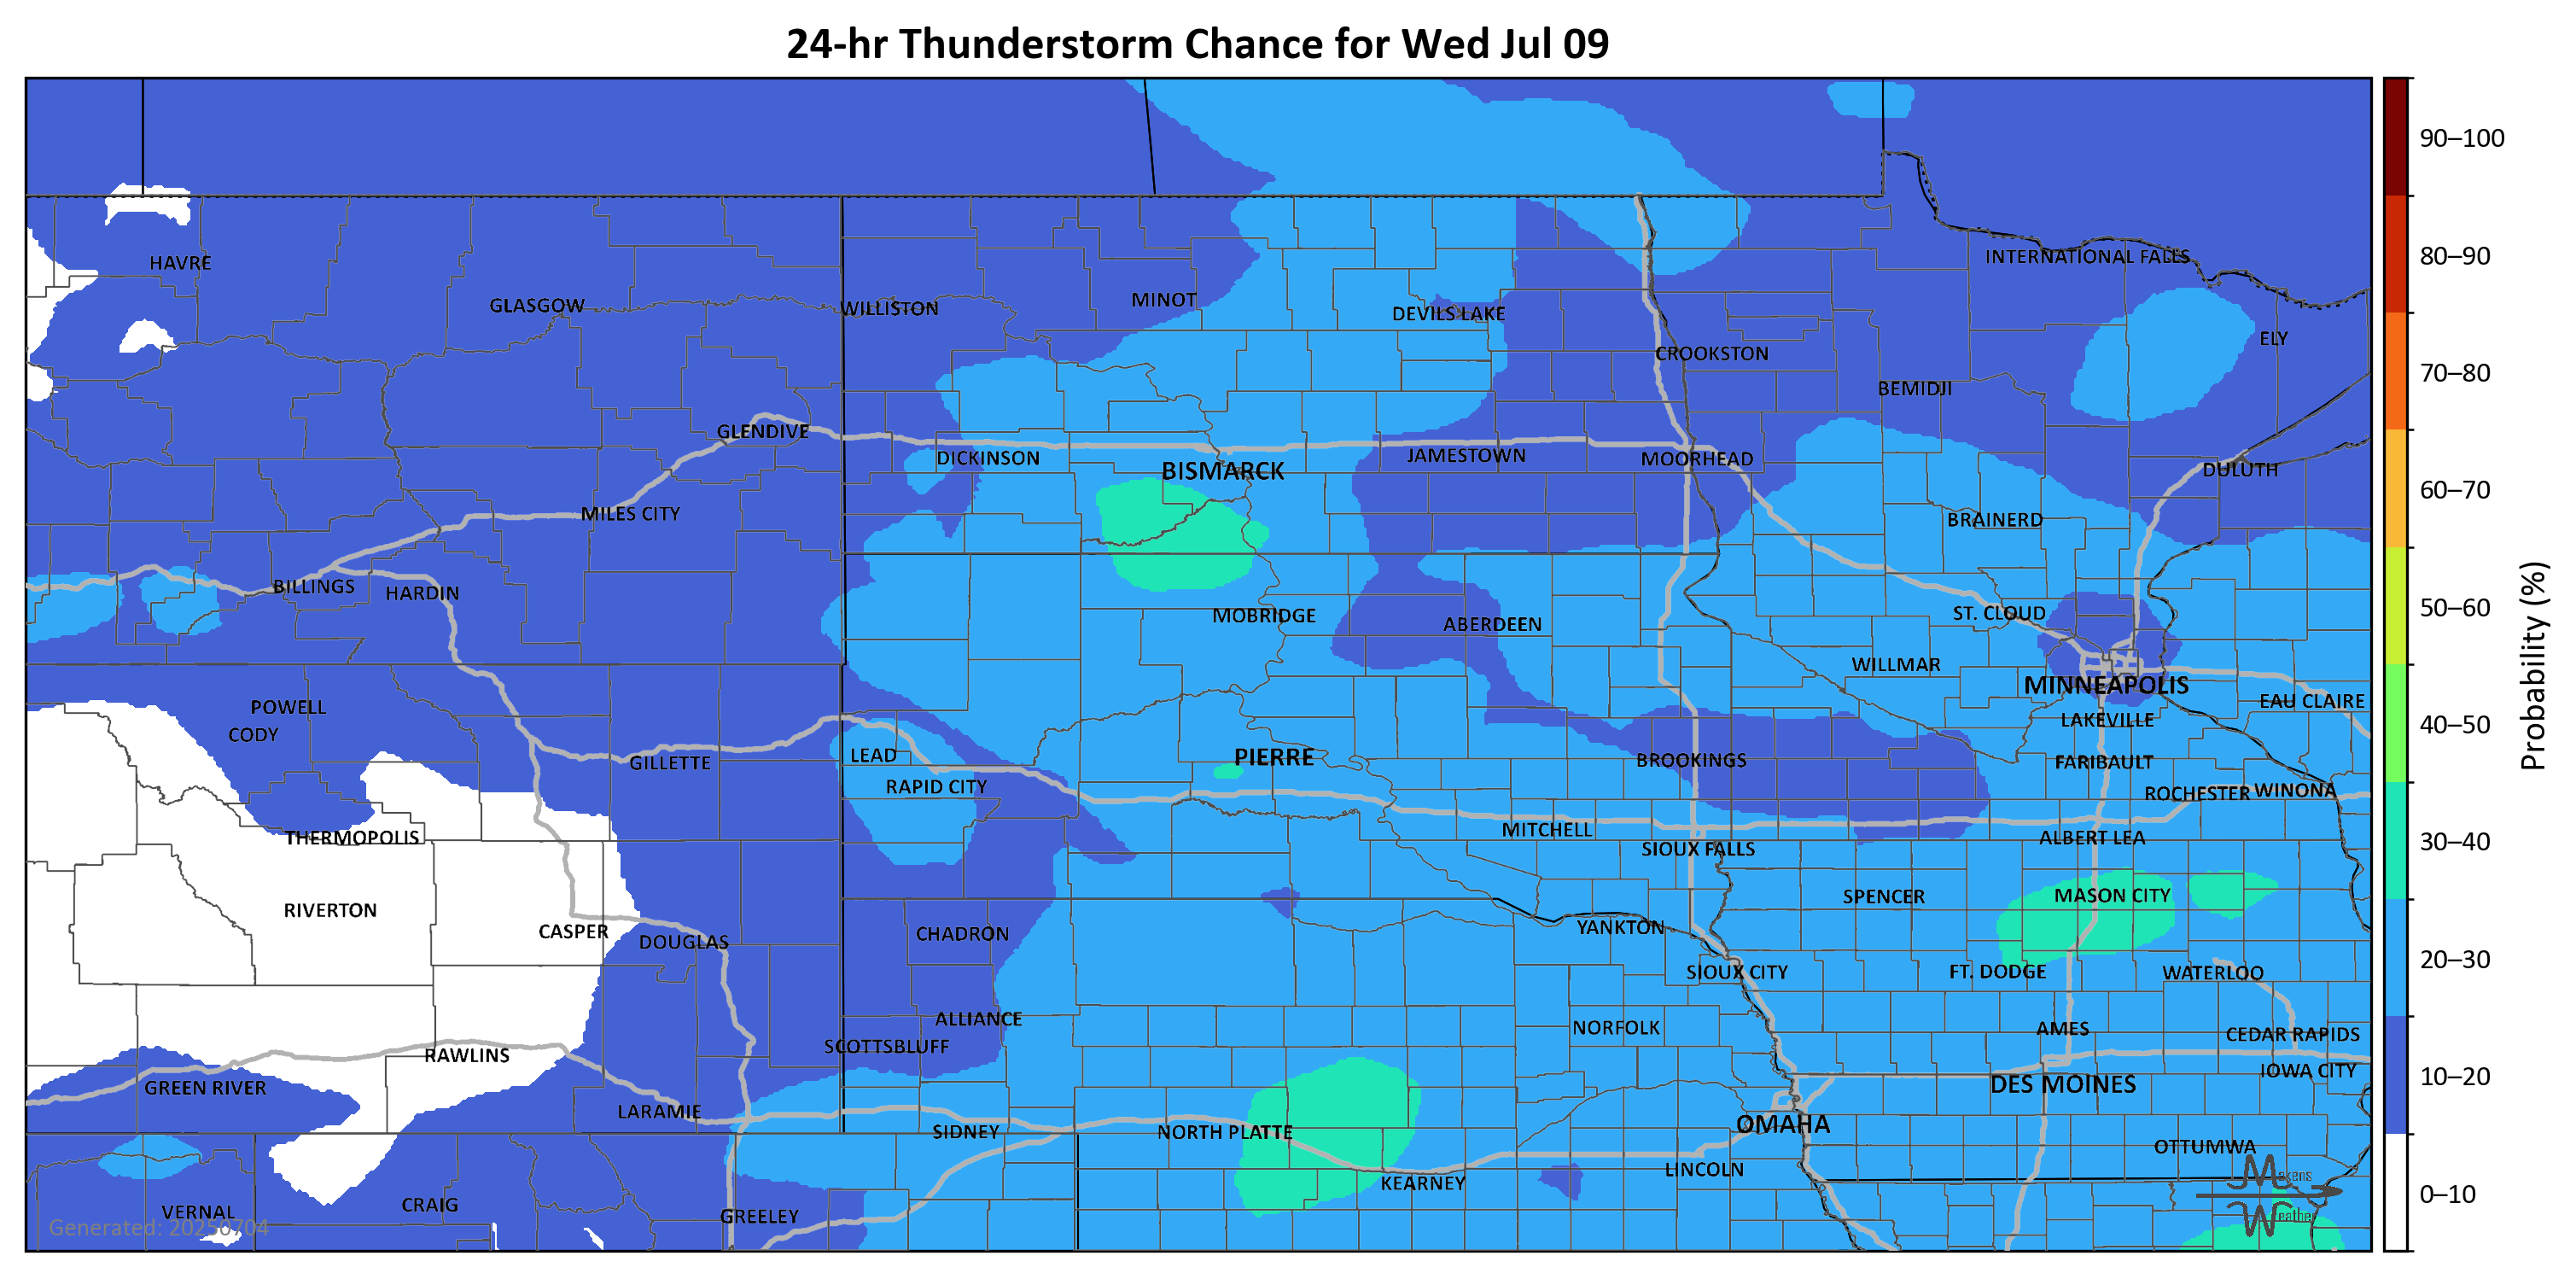 24-hr Thunderstorm Chance for Wed Jul 09
90–100
80–90
70–80
60–70
50–60
40–50
30–40
20–30
10–20
0–10
Probability (%)
HAVRE
INTERNATIONAL FALLS
GLASGOW
WILLISTON
MINOT
DEVILS LAKE
ELY
CROOKSTON
BEMIDJI
GLENDIVE
DICKINSON
BISMARCK
JAMESTOWN
MOORHEAD
DULUTH
MILES CITY
BRAINERD
BILLINGS
HARDIN
MOBRIDGE
ABERDEEN
ST. CLOUD
WILLMAR
MINNEAPOLIS
EAU CLAIRE
POWELL
LAKEVILLE
CODY
GILLETTE
LEAD
PIERRE
BROOKINGS
FARIBAULT
RAPID CITY
ROCHESTER
WINONA
THERMOPOLIS
MITCHELL
ALBERT LEA
SIOUX FALLS
SPENCER
MASON CITY
RIVERTON
CASPER
DOUGLAS
CHADRON
YANKTON
SIOUX CITY
FT. DODGE
WATERLOO
ALLIANCE
NORFOLK
AMES
CEDAR RAPIDS
SCOTTSBLUFF
RAWLINS
GREEN RIVER
DES MOINES
IOWA CITY
LARAMIE
SIDNEY
NORTH PLATTE
OMAHA
OTTUMWA
LINCOLN
KEARNEY
VERNAL
CRAIG
GREELEY
Generated: 20250704
Makens
Weather